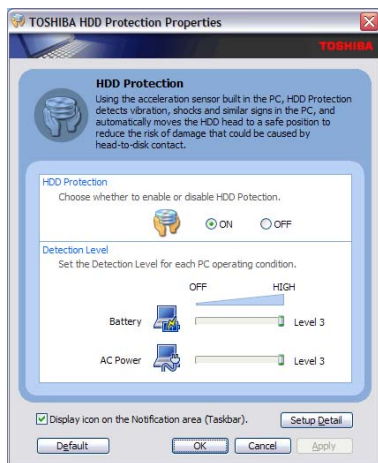 TOSHIBA HDD Protection Properties
TOSHIBA
HDD Protection
Using the acceleration sensor built in the PC, HDD Protection
detects vibration, shocks and similar signs in the PC, and
automatically moves the HDD head to a safe position to
reduce the risk of damage that could be caused by
head-to-disk contact.
HDD Protection
Choose whether to enable or disable HDD Potection.
ON OFF
Detection Level
Set the Detection Level for each PC operating condition.
OFF HIGH
Battery Level 3
AC Power Level 3
Display icon on the Notification area (Taskbar). Setup Detail
Default OK Cancel Apply